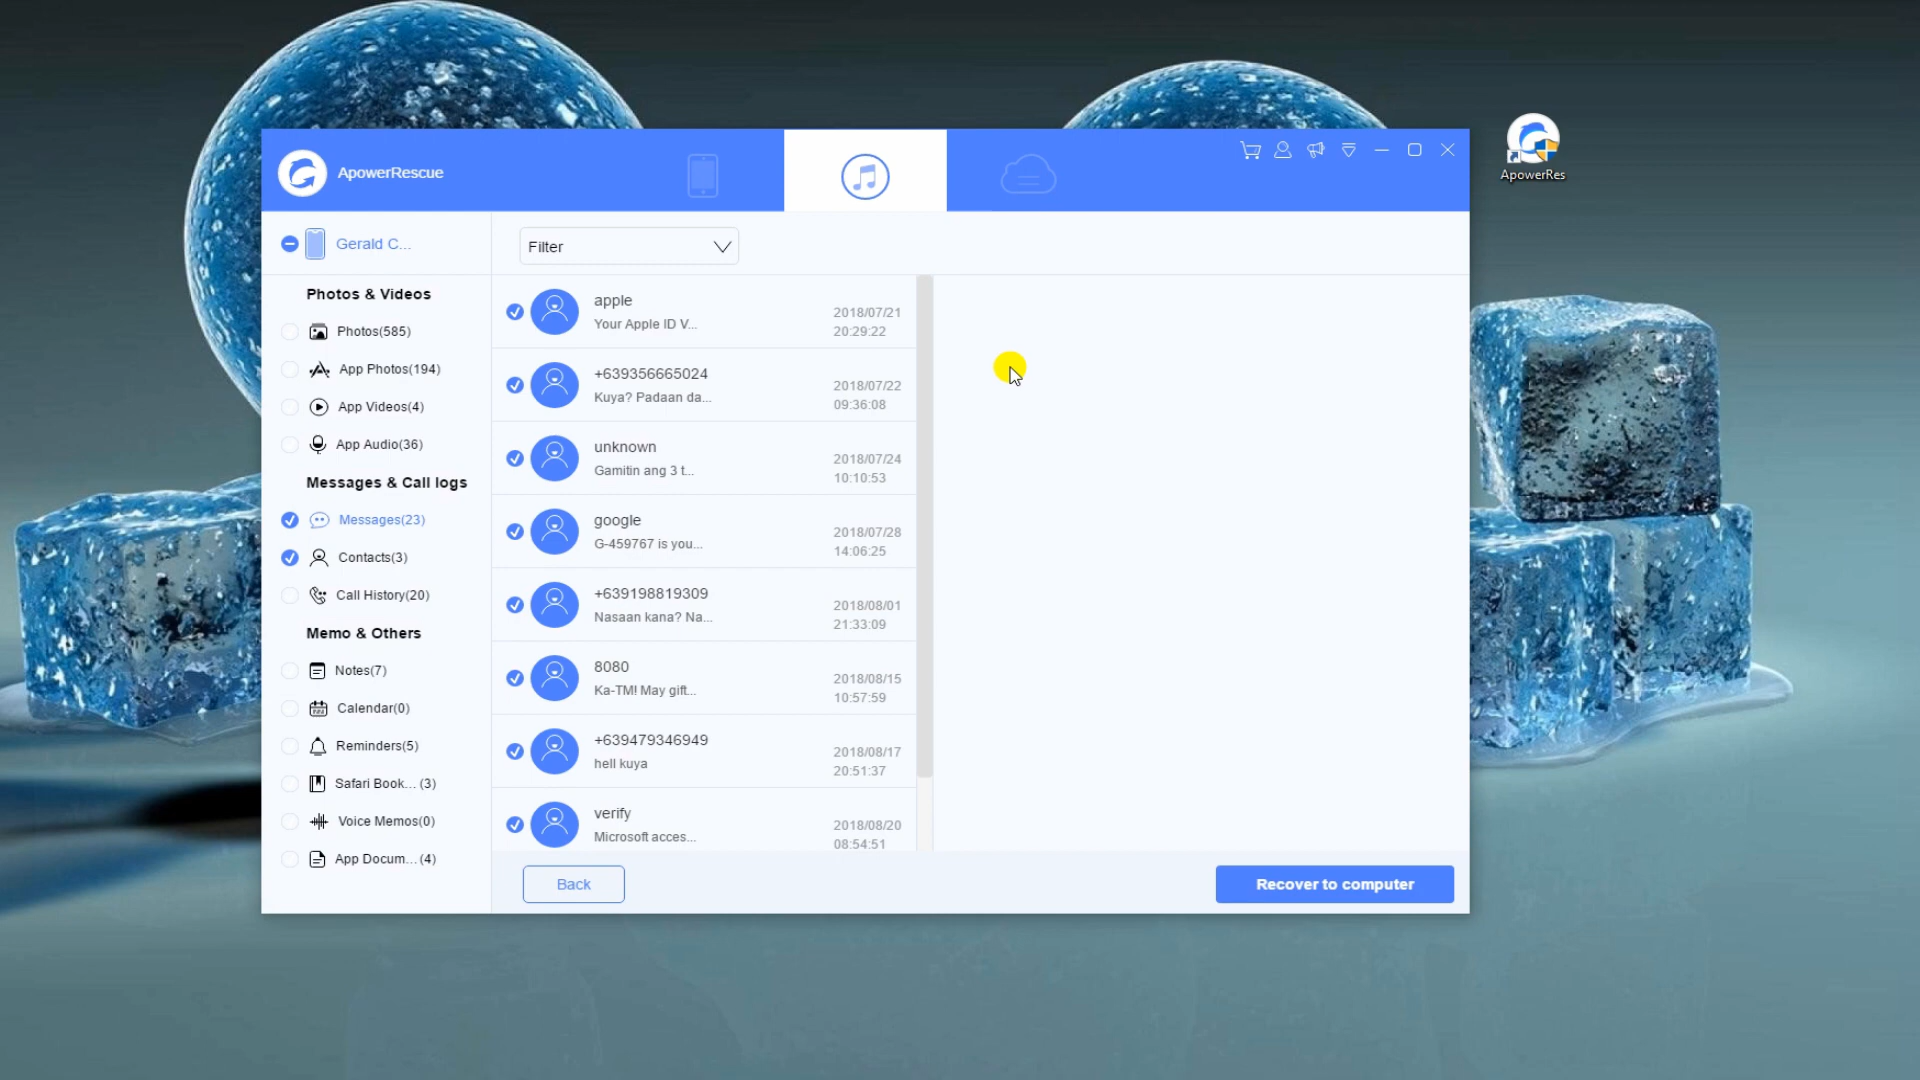 ApowerRescue
ApowerRes
Gerald C...
Filter
Photos & Videos
Photos(585)
App Photos(194)
App Videos(4)
App Audio(36)
Messages & Call logs
Messages(23)
Contacts(3)
Call History(20)
Memo & Others
Notes(7)
Calendar(0)
Reminders(5)
Safari Book... (3)
Voice Memos(0)
App Docum... (4)
apple
Your Apple ID V...
2018/07/21
20:29:22
+639356665024
Kuya? Padaan da...
2018/07/22
09:36:08
unknown
Gamitin ang 3 t...
2018/07/24
10:10:53
google
G-459767 is you...
2018/07/28
14:06:25
+639198819309
Nasaan kana? Na...
2018/08/01
21:33:09
8080
Ka-TM! May gift...
2018/08/15
10:57:59
+639479346949
hell kuya
2018/08/17
20:51:37
verify
Microsoft acces...
2018/08/20
08:54:51
Back
Recover to computer